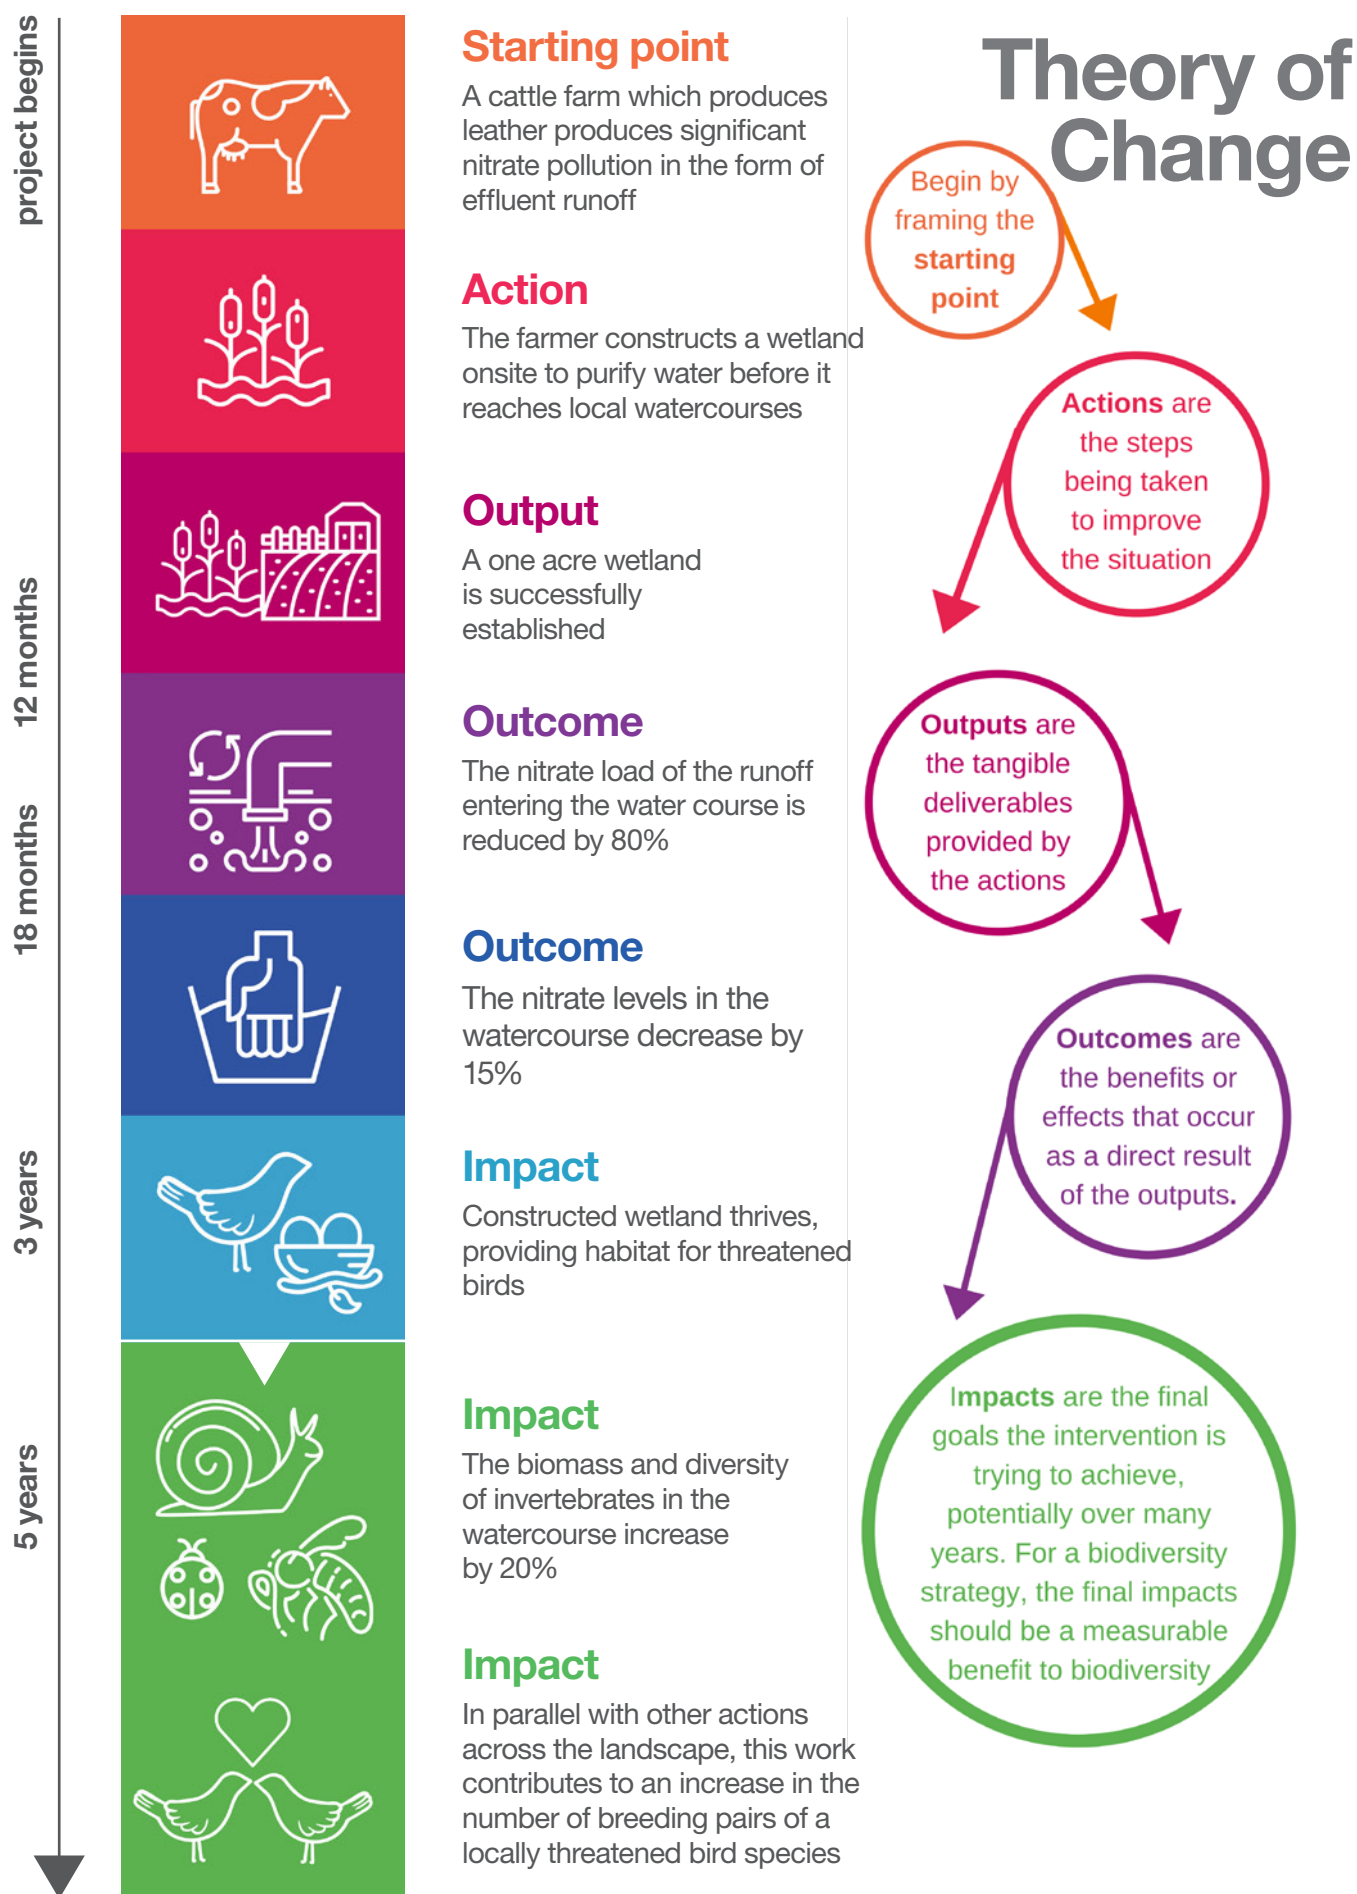 Theory of
Change
project begins
12 months
18 months
3 years
5 years
Starting point
A cattle farm which produces
leather produces significant
nitrate pollution in the form of
effluent runoff
Action
The farmer constructs a wetland
onsite to purify water before it
reaches local watercourses
Output
A one acre wetland
is successfully
established
Outcome
The nitrate load of the runoff
entering the water course is
reduced by 80%
Outcome
The nitrate levels in the
watercourse decrease by
15%
Impact
Constructed wetland thrives,
providing habitat for threatened
birds
Impact
The biomass and diversity
of invertebrates in the
watercourse increase
by 20%
Impact
In parallel with other actions
across the landscape, this work
contributes to an increase in the
number of breeding pairs of a
locally threatened bird species
Begin by
framing the
starting
point
Actions are
the steps
being taken
to improve
the situation
Outputs are
the tangible
deliverables
provided by
the actions
Outcomes are
the benefits or
effects that occur
as a direct result
of the outputs.
Impacts are the final
goals the intervention is
trying to achieve,
potentially over many
years. For a biodiversity
strategy, the final impacts
should be a measurable
benefit to biodiversity